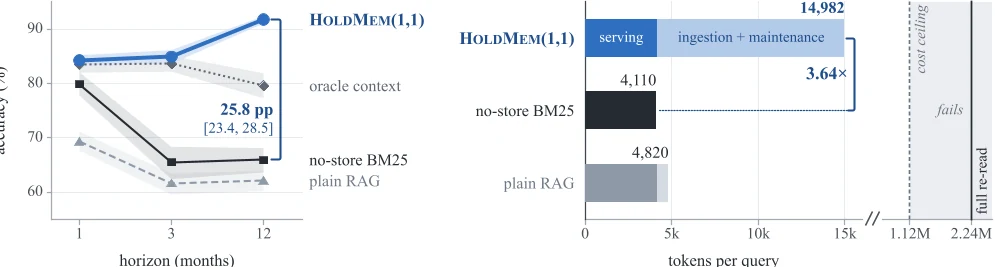 90
80
70
60
accuracy (%)
1
3
12
horizon (months)
HOLDMEM(1,1)
oracle context
25.8 pp
[23.4, 28.5]
no-store BM25
plain RAG
HOLDMEM(1,1)
serving
ingestion + maintenance
14,982
3.64×
no-store BM25
4,110
plain RAG
4,820
0
5k
10k
15k
1.12M
2.24M
tokens per query
cost ceiling
fails
full re-read